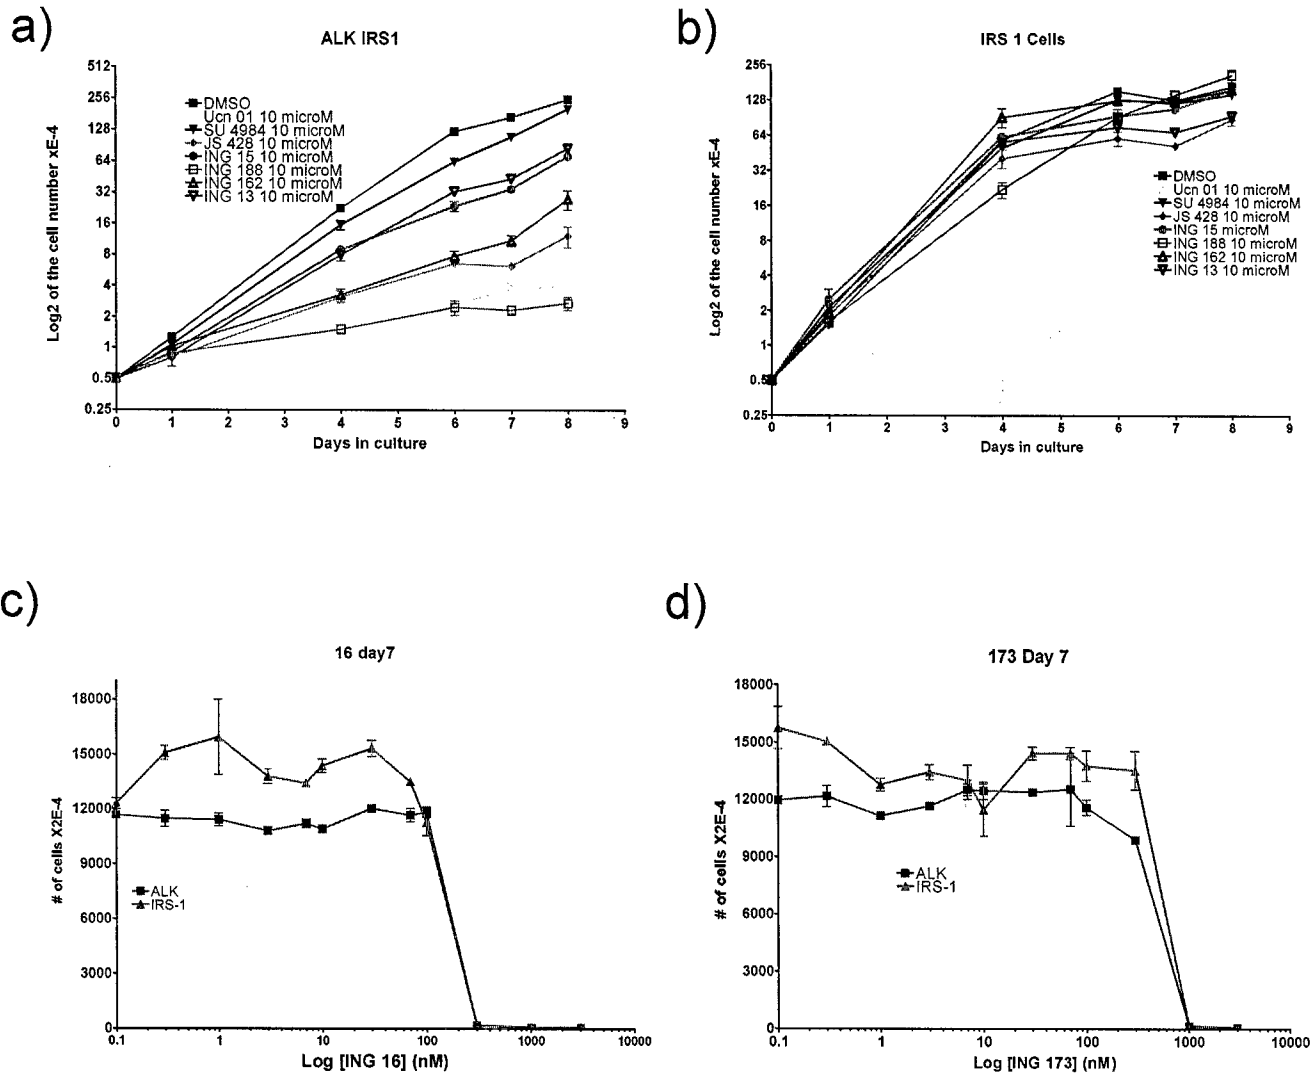 a)
ALK IRS1
512
256
128
64
32
16
8
4
2
1
0.5
0.25
Log2 of the cell number xE-4
DMSO
Ucn 01 10 microM
SU 4984 10 microM
JS 428 10 microM
ING 15 10 microM
ING 188 10 microM
ING 162 10 microM
ING 13 10 microM
0 1 2 3 4 5 6 7 8 9
Days in culture
b)
IRS 1 Cells
256
128
64
32
16
8
4
2
1
0.5
0.25
Log2 of the cell number xE-4
DMSO
Ucn 01 10 microM
SU 4984 10 microM
JS 428 10 microM
ING 15 microM
ING 188 10 microM
ING 162 10 microM
ING 13 10 microM
0 1 2 3 4 5 6 7 8 9
Days in culture
c)
16 day7
18000
15000
12000
9000
6000
3000
0
# of cells X2E-4
ALK
IRS-1
0.1 1 10 100 1000 10000
Log [ING 16] (nM)
d)
173 Day 7
18000
15000
12000
9000
6000
3000
0
# of cells X2E-4
ALK
IRS-1
0.1 1 10 100 1000 10000
Log [ING 173] (nM)